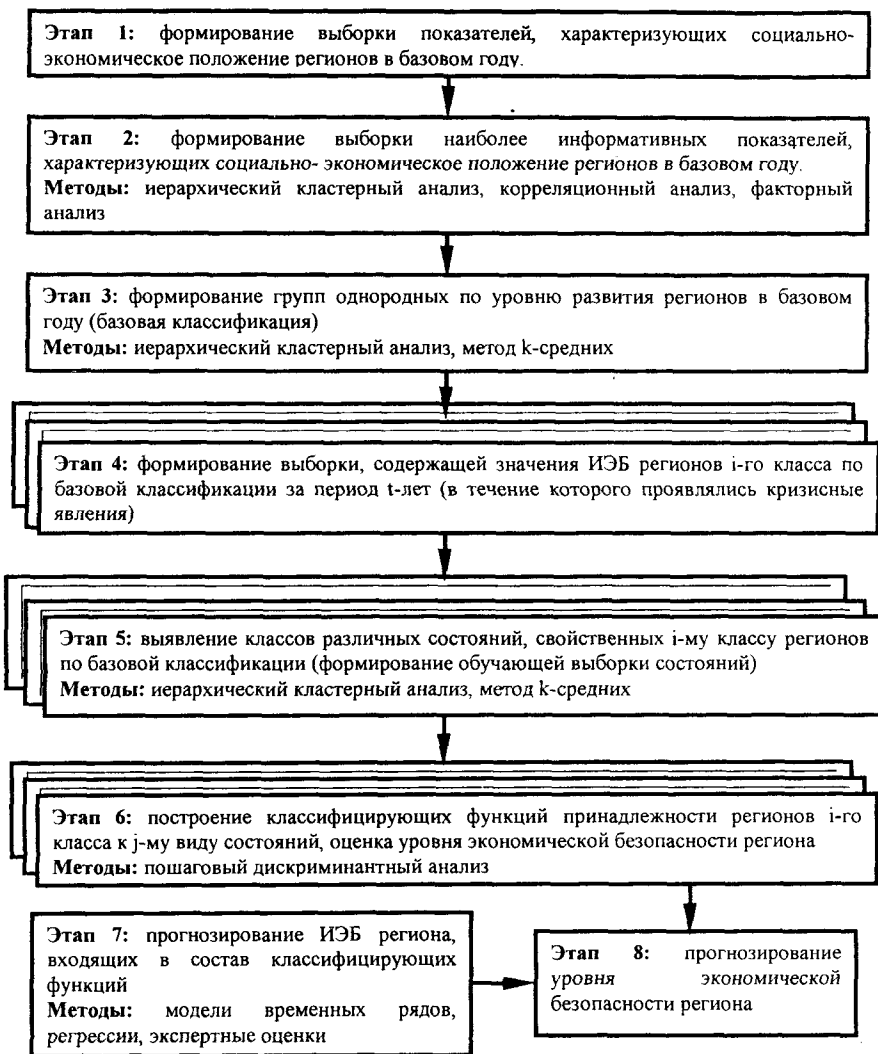 Этап 1: формирование выборки показателей, характеризующих социально-
экономическое положение регионов в базовом году.
Этап 2: формирование выборки наиболее информативных показателей,
характеризующих социально- экономическое положение регионов в базовом году.
Методы: иерархический кластерный анализ, корреляционный анализ, факторный
анализ
Этап 3: формирование групп однородных по уровню развития регионов в базовом
году (базовая классификация)
Методы: иерархический кластерный анализ, метод k-средних
Этап 4: формирование выборки, содержащей значения ИЭБ регионов i-го класса по
базовой классификации за период t-лет (в течение которого проявлялись кризисные
явления)
Этап 5: выявление классов различных состояний, свойственных i-му классу регионов
по базовой классификации (формирование обучающей выборки состояний)
Методы: иерархический кластерный анализ, метод k-средних
Этап 6: построение классифицирующих функций принадлежности регионов i-го
класса к j-му виду состояний, оценка уровня экономической безопасности региона
Методы: пошаговый дискриминантный анализ
Этап 7: прогнозирование ИЭБ региона,
входящих в состав классифицирующих
функций
Методы: модели временных рядов,
регрессии, экспертные оценки
Этап 8: прогнозирование
уровня экономической
безопасности региона